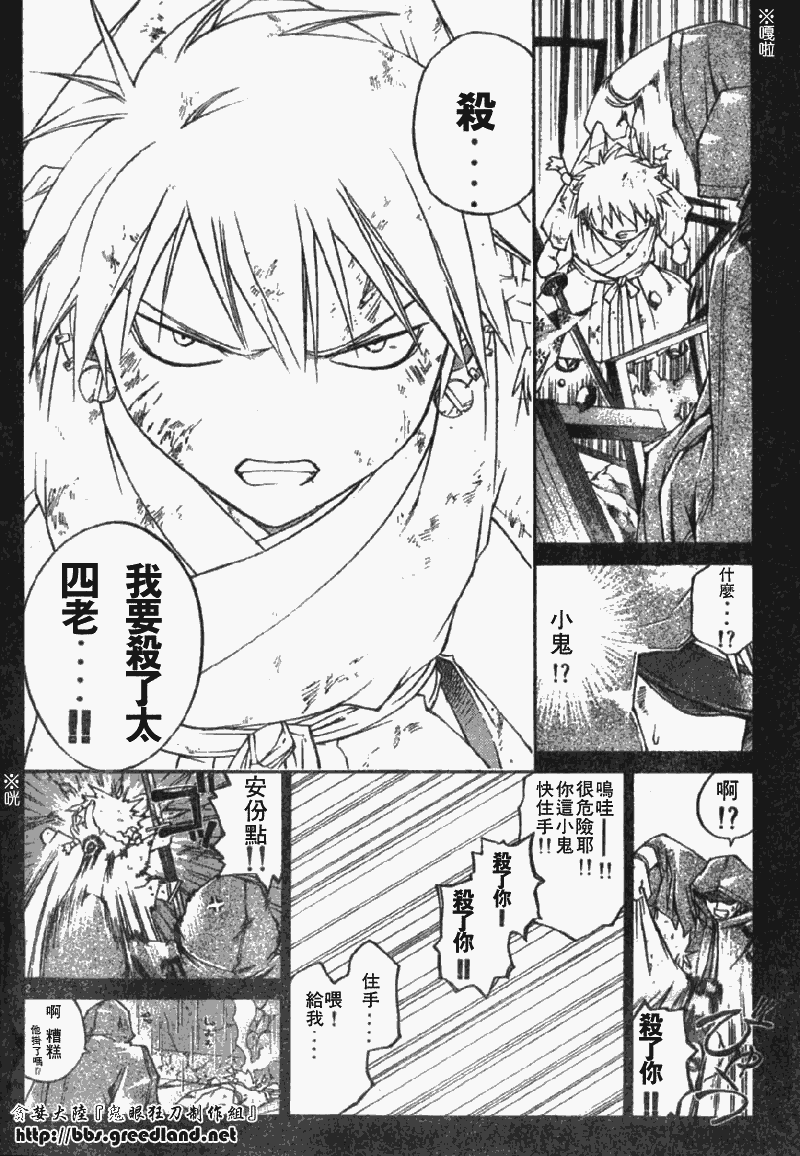 ※嘎啦
殺‥‥
什麼‥‥!?
小鬼!?
我要殺了太
四老‥‥!!
啊!?
殺了你!!
嗚哇——!!
很危險耶!!
你這小鬼
快住手!!
殺了你!
殺了你!!
住手‥‥
喂!
給我‥‥
※咣
安份點!!
啊 糟糕
他掛了嗎!?
貪婪大陸『鬼眼狂刀制作組』
http://bbs.greedland.net